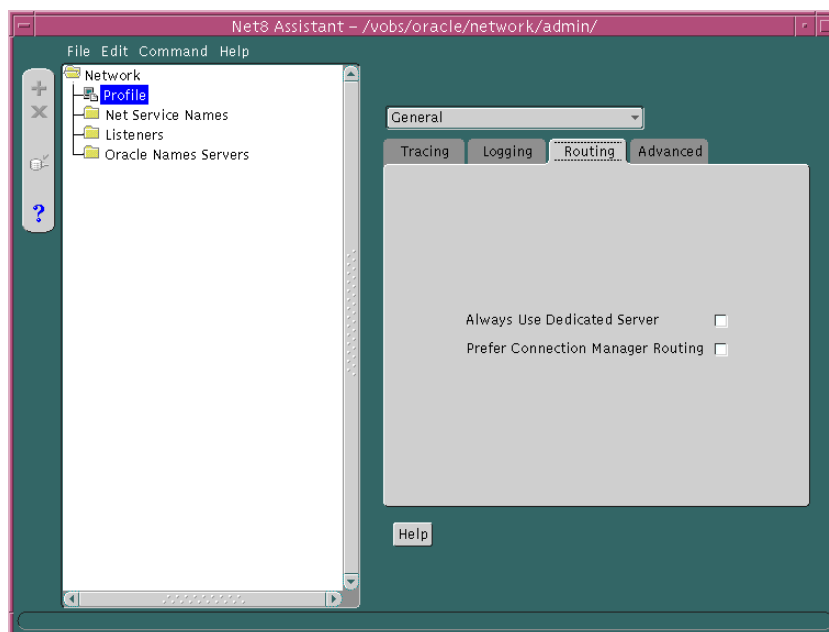 Net8 Assistant – /vobs/oracle/network/admin/
File Edit Command Help
Network
Profile
Net Service Names
Listeners
Oracle Names Servers
?
General
Tracing Logging Routing Advanced
Always Use Dedicated Server
Prefer Connection Manager Routing
Help